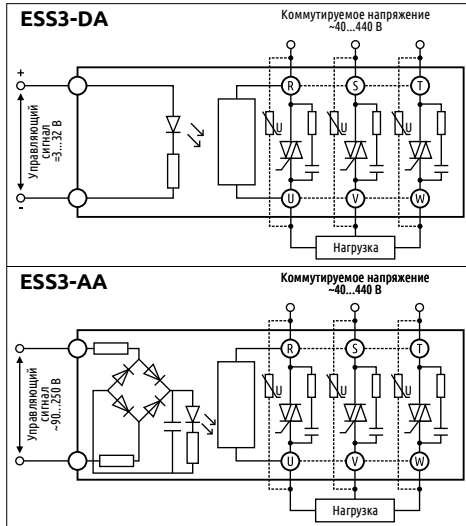 ESS3-DA
Коммутируемое напряжение
~40...440 В
R
S
T
+
Управляющий
сигнал
=3...32 В
-
U
U
U
U
V
W
Нагрузка
ESS3-AA
Коммутируемое напряжение
~40...440 В
R
S
T
Управляющий
сигнал
~90..250 В
U
U
U
U
V
W
Нагрузка